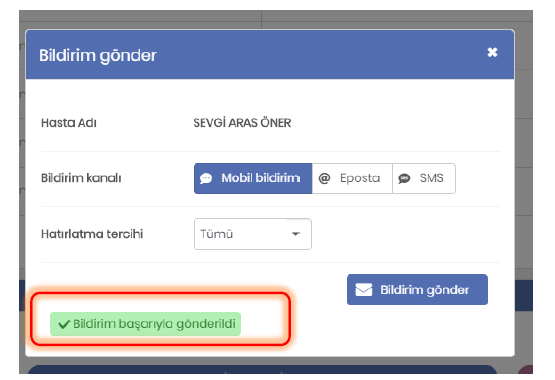 Bildirim gönder
Hasta Adı SEVGİ ARAS ÖNER
Bildirim kanalı Mobil bildirim @ Eposta SMS
Hatırlatma tercihi Tümü
Bildirim gönder
Bildirim başarıyla gönderildi